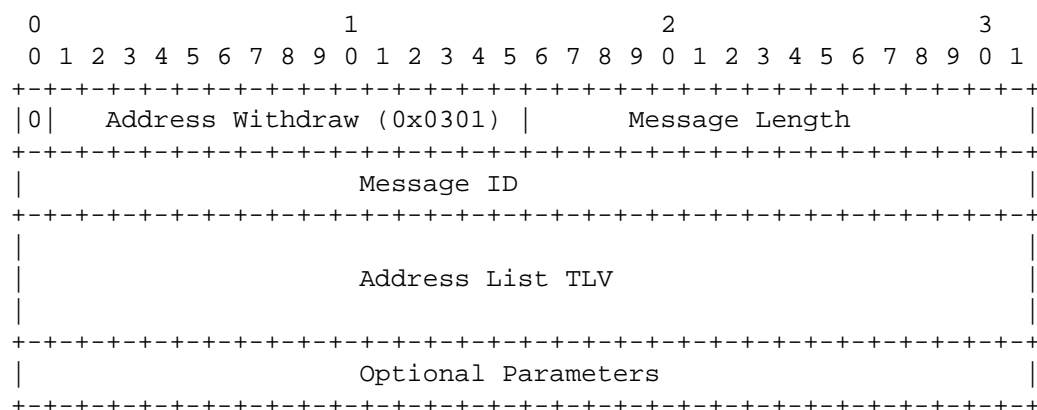 0                   1                   2                   3
 0 1 2 3 4 5 6 7 8 9 0 1 2 3 4 5 6 7 8 9 0 1 2 3 4 5 6 7 8 9 0 1
+-+-+-+-+-+-+-+-+-+-+-+-+-+-+-+-+-+-+-+-+-+-+-+-+-+-+-+-+-+-+-+-+
|0|   Address Withdraw (0x0301) |      Message Length           |
+-+-+-+-+-+-+-+-+-+-+-+-+-+-+-+-+-+-+-+-+-+-+-+-+-+-+-+-+-+-+-+-+
|                     Message ID                                |
+-+-+-+-+-+-+-+-+-+-+-+-+-+-+-+-+-+-+-+-+-+-+-+-+-+-+-+-+-+-+-+-+
|                                                               |
|                     Address List TLV                          |
|                                                               |
+-+-+-+-+-+-+-+-+-+-+-+-+-+-+-+-+-+-+-+-+-+-+-+-+-+-+-+-+-+-+-+-+
|                     Optional Parameters                       |
+-+-+-+-+-+-+-+-+-+-+-+-+-+-+-+-+-+-+-+-+-+-+-+-+-+-+-+-+-+-+-+-+